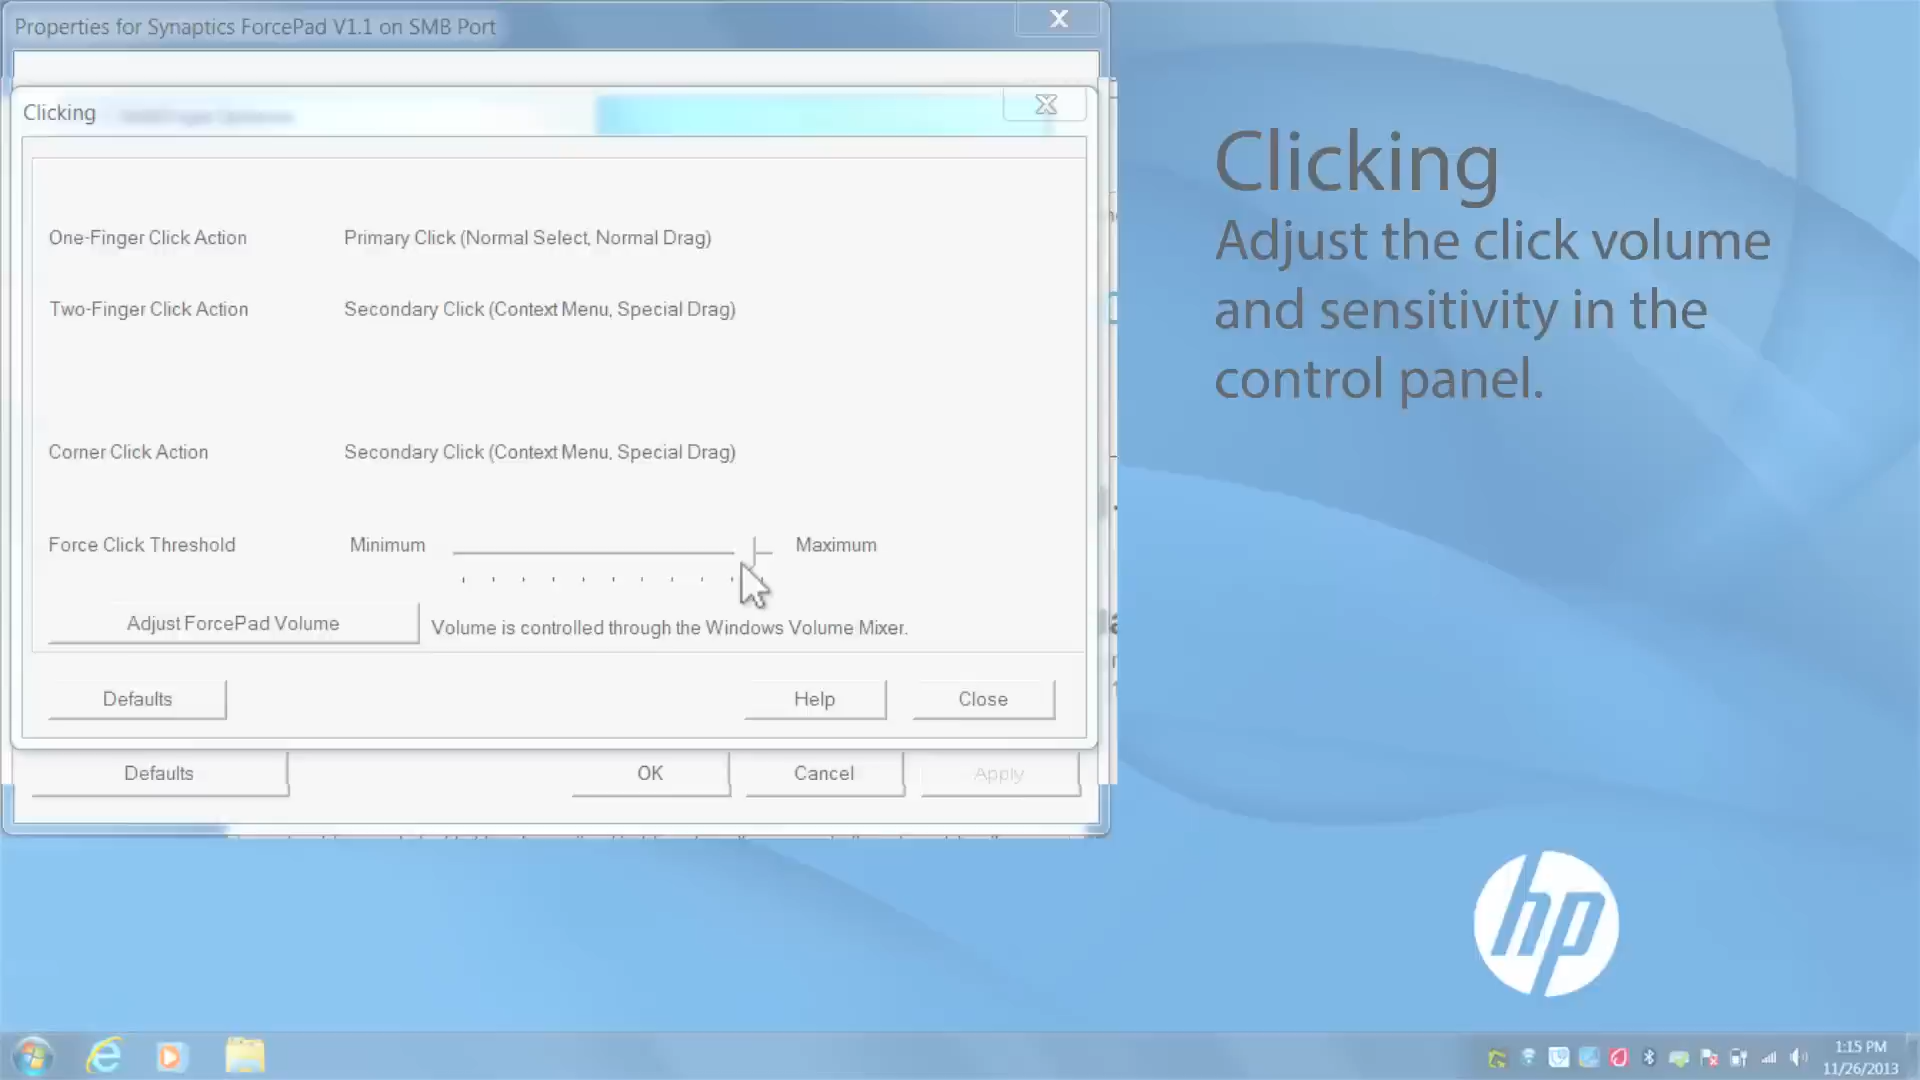 Properties for Synaptics ForcePad V1.1 on SMB Port
Clicking
One-Finger Click Action
Primary Click (Normal Select, Normal Drag)
Two-Finger Click Action
Secondary Click (Context Menu, Special Drag)
Corner Click Action
Secondary Click (Context Menu, Special Drag)
Force Click Threshold
Minimum
Maximum
Adjust ForcePad Volume
Volume is controlled through the Windows Volume Mixer.
Defaults
Help
Close
Defaults
OK
Cancel
Apply
Clicking
Adjust the click volume
and sensitivity in the
control panel.
hp
1:15 PM
11/26/2013